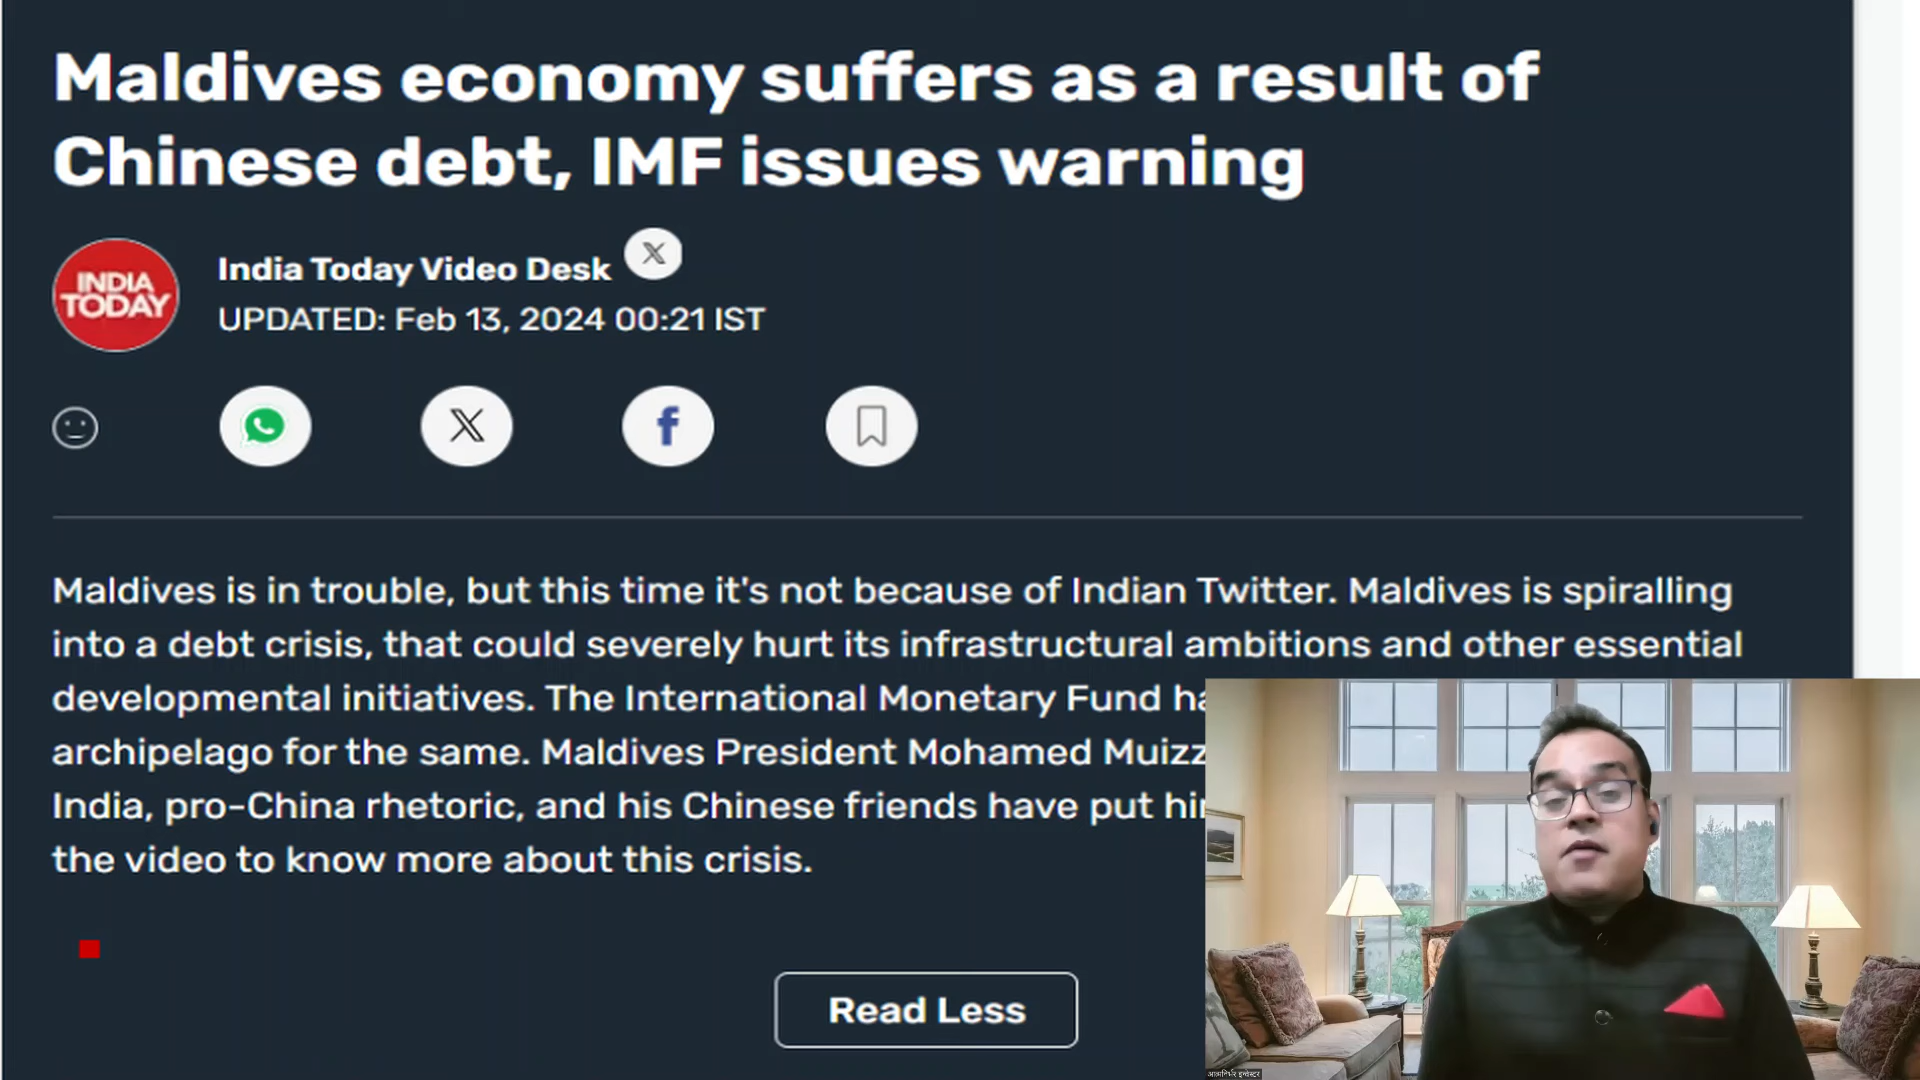 Maldives economy suffers as a result of
Chinese debt, IMF issues warning
INDIA
TODAY
India Today Video Desk
UPDATED: Feb 13, 2024 00:21 IST
Maldives is in trouble, but this time it's not because of Indian Twitter. Maldives is spiralling
into a debt crisis, that could severely hurt its infrastructural ambitions and other essential
developmental initiatives. The International Monetary Fund
archipelago for the same. Maldives President Mohamed
India, pro-China rhetoric, and his Chinese friends have put
the video to know more about this crisis.
Read Less